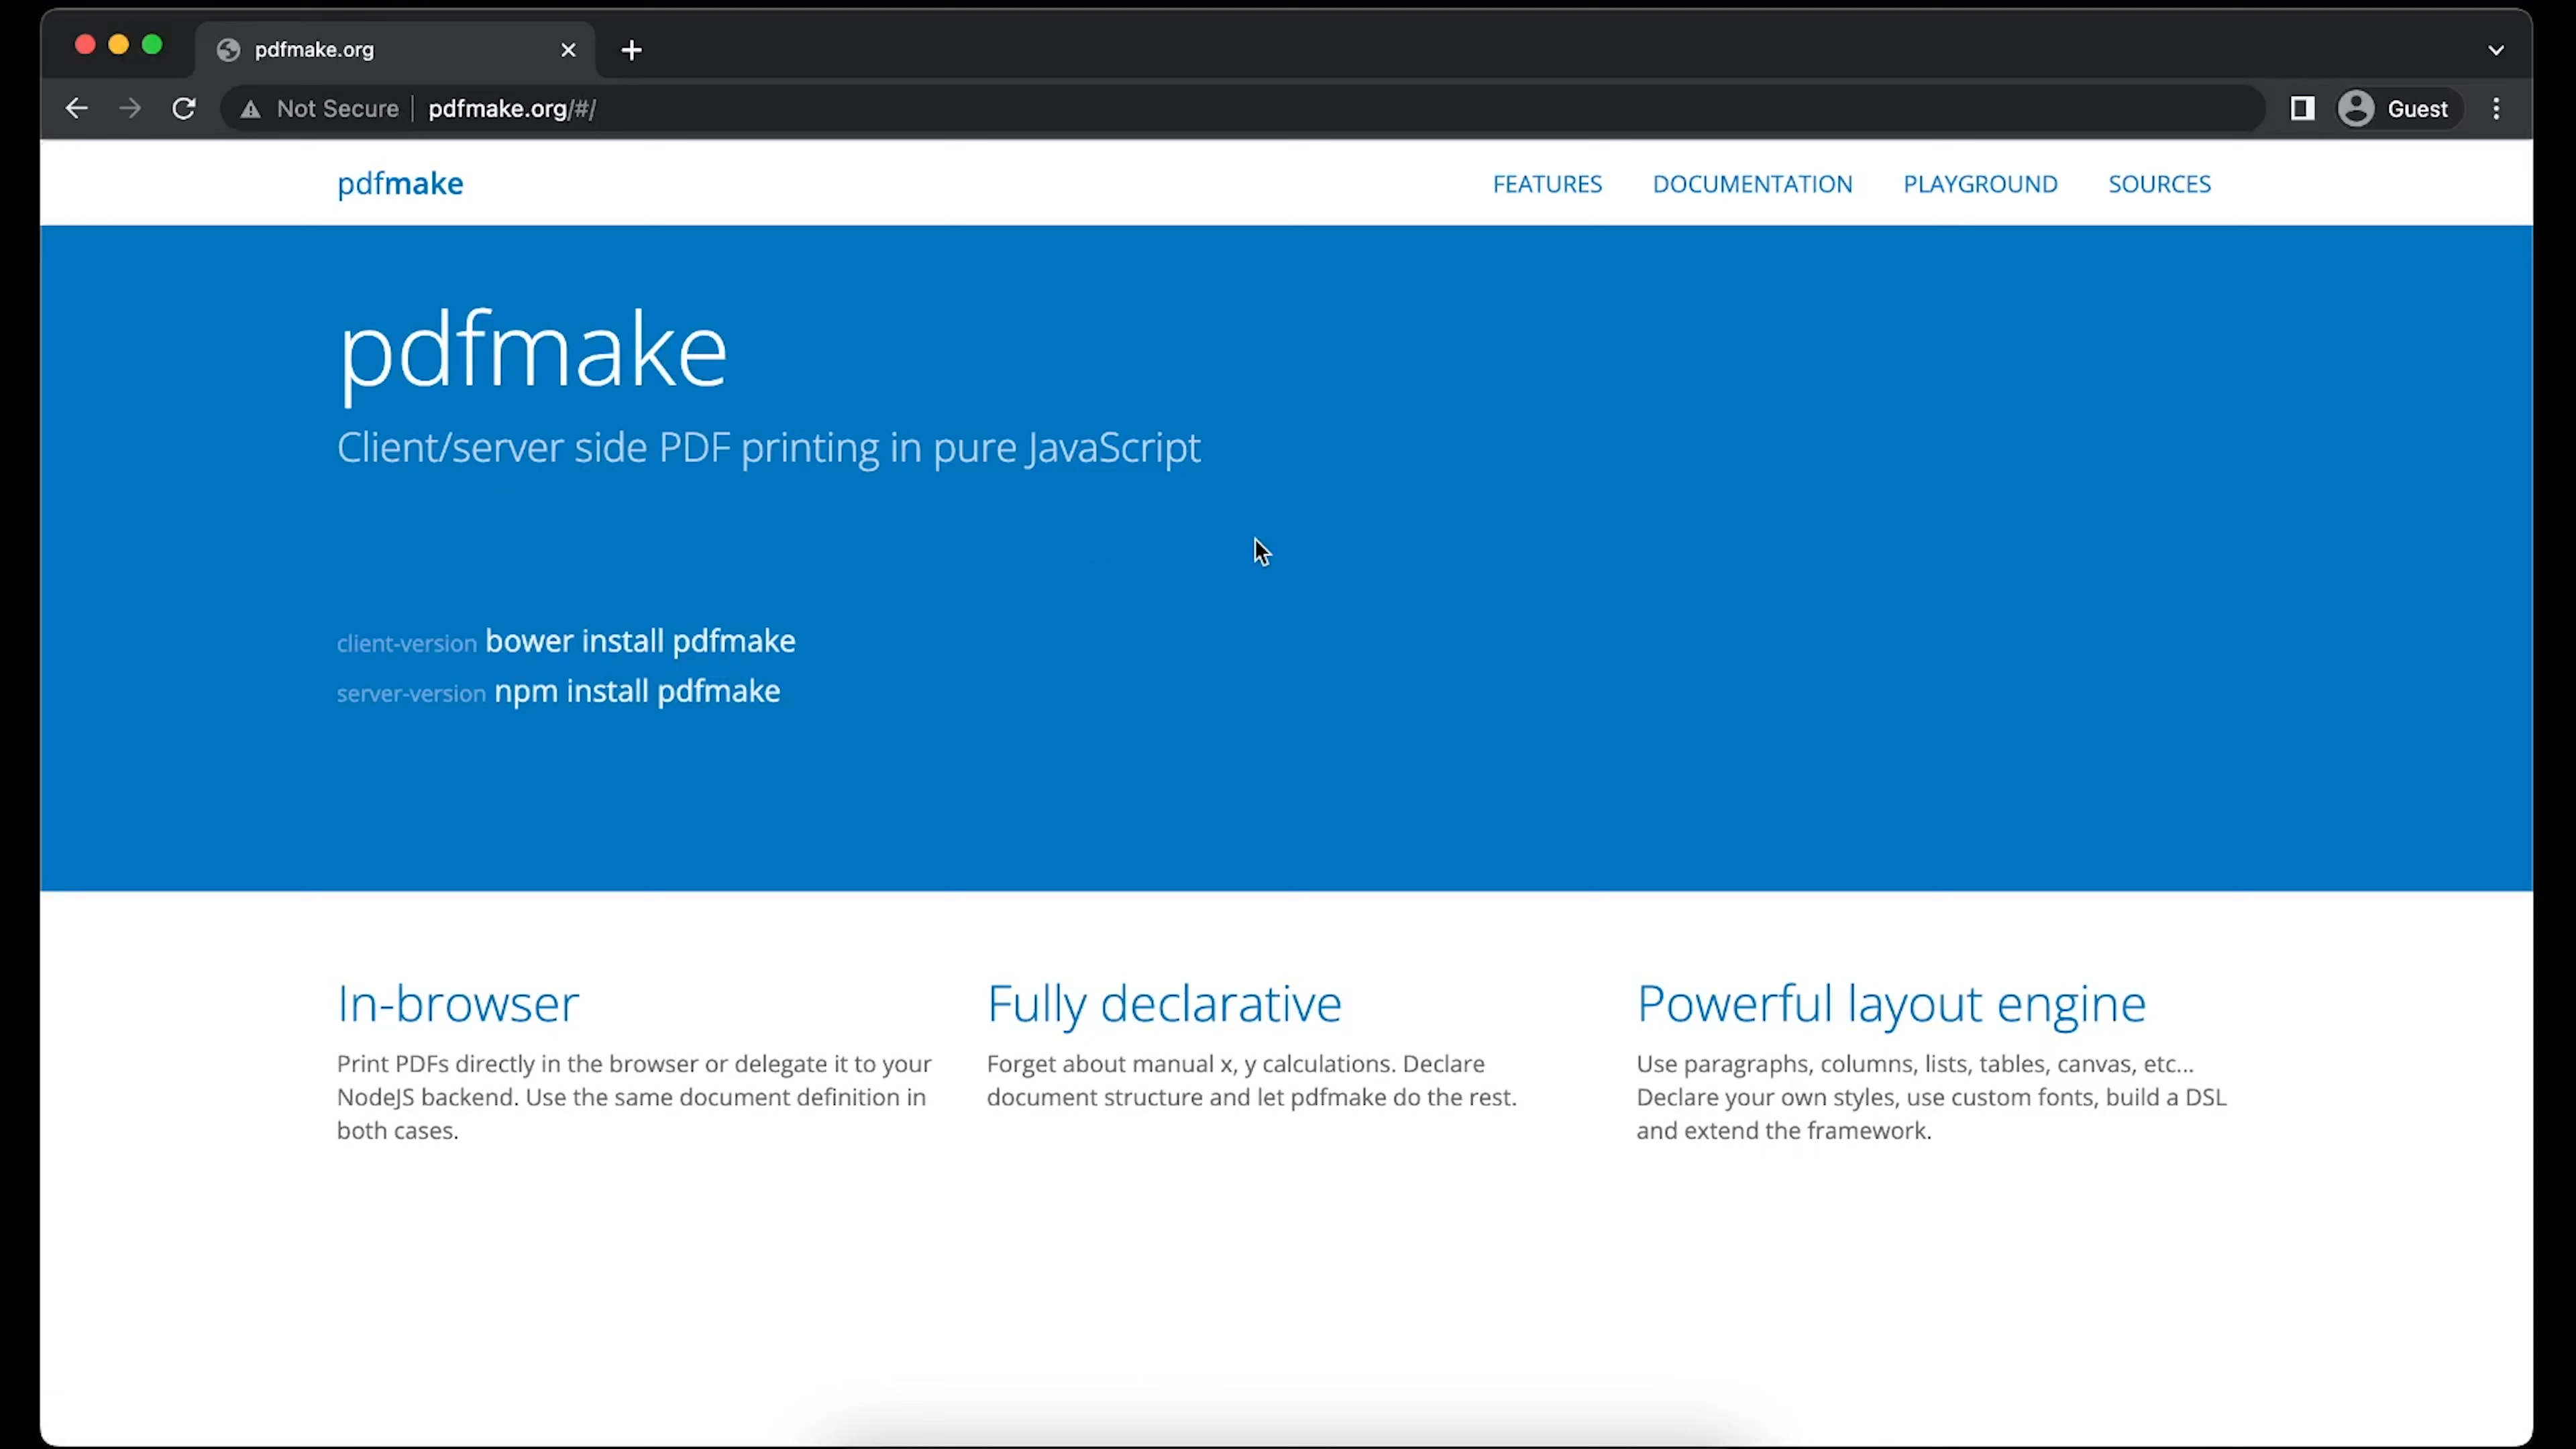 pdfmake.org
Not Secure pdfmake.org/#/
Guest
pdfmake
FEATURES DOCUMENTATION PLAYGROUND SOURCES
pdfmake
Client/server side PDF printing in pure JavaScript
client-version bower install pdfmake
server-version npm install pdfmake
In-browser
Print PDFs directly in the browser or delegate it to your
NodeJS backend. Use the same document definition in
both cases.
Fully declarative
Forget about manual x, y calculations. Declare
document structure and let pdfmake do the rest.
Powerful layout engine
Use paragraphs, columns, lists, tables, canvas, etc...
Declare your own styles, use custom fonts, build a DSL
and extend the framework.